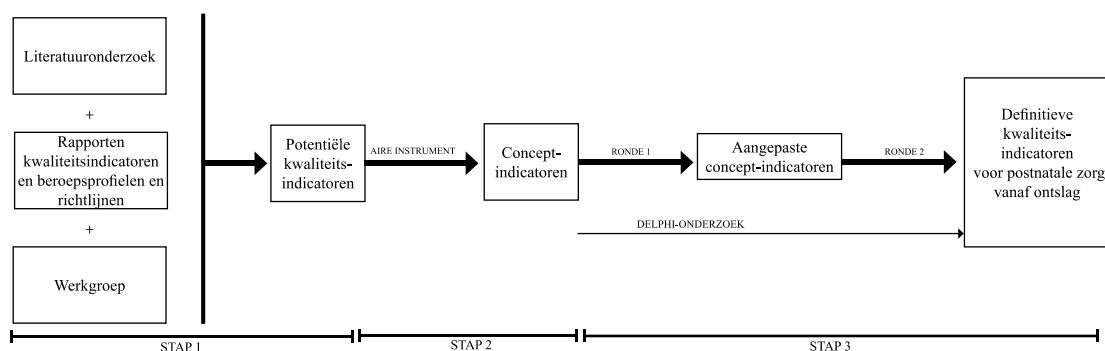 Literatuuronderzoek
+
Rapporten
kwaliteitsindicatoren
en beroepsprofielen en
richtlijnen
+
Werkgroep
Potentiële
kwaliteits-
indicatoren
AIRE INSTRUMENT
Concept-
indicatoren
RONDE 1
Aangepaste
concept-indicatoren
RONDE 2
Definitieve
kwaliteits-
indicatoren
voor postnatale zorg
vanaf ontslag
DELPHI-ONDERZOEK
STAP 1
STAP 2
STAP 3